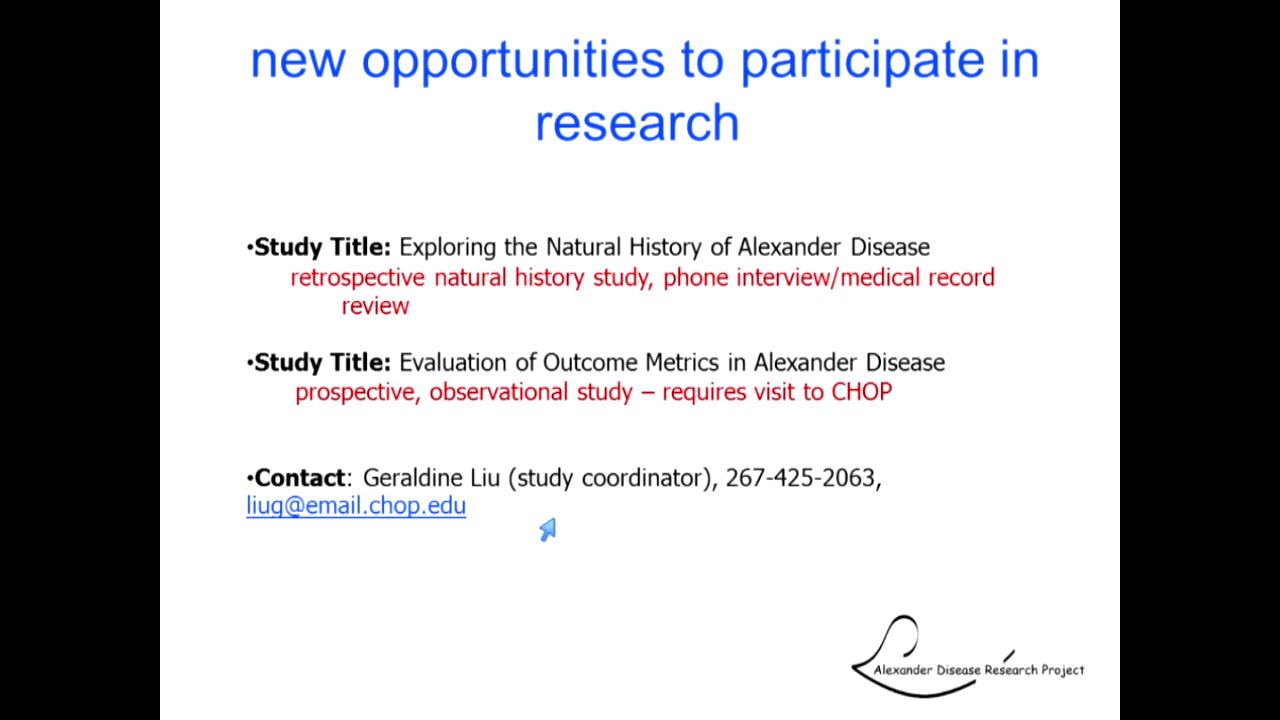 new opportunities to participate in
research
•Study Title: Exploring the Natural History of Alexander Disease
retrospective natural history study, phone interview/medical record
review
•Study Title: Evaluation of Outcome Metrics in Alexander Disease
prospective, observational study – requires visit to CHOP
•Contact: Geraldine Liu (study coordinator), 267-425-2063,
liug@email.chop.edu
Alexander Disease Research Project